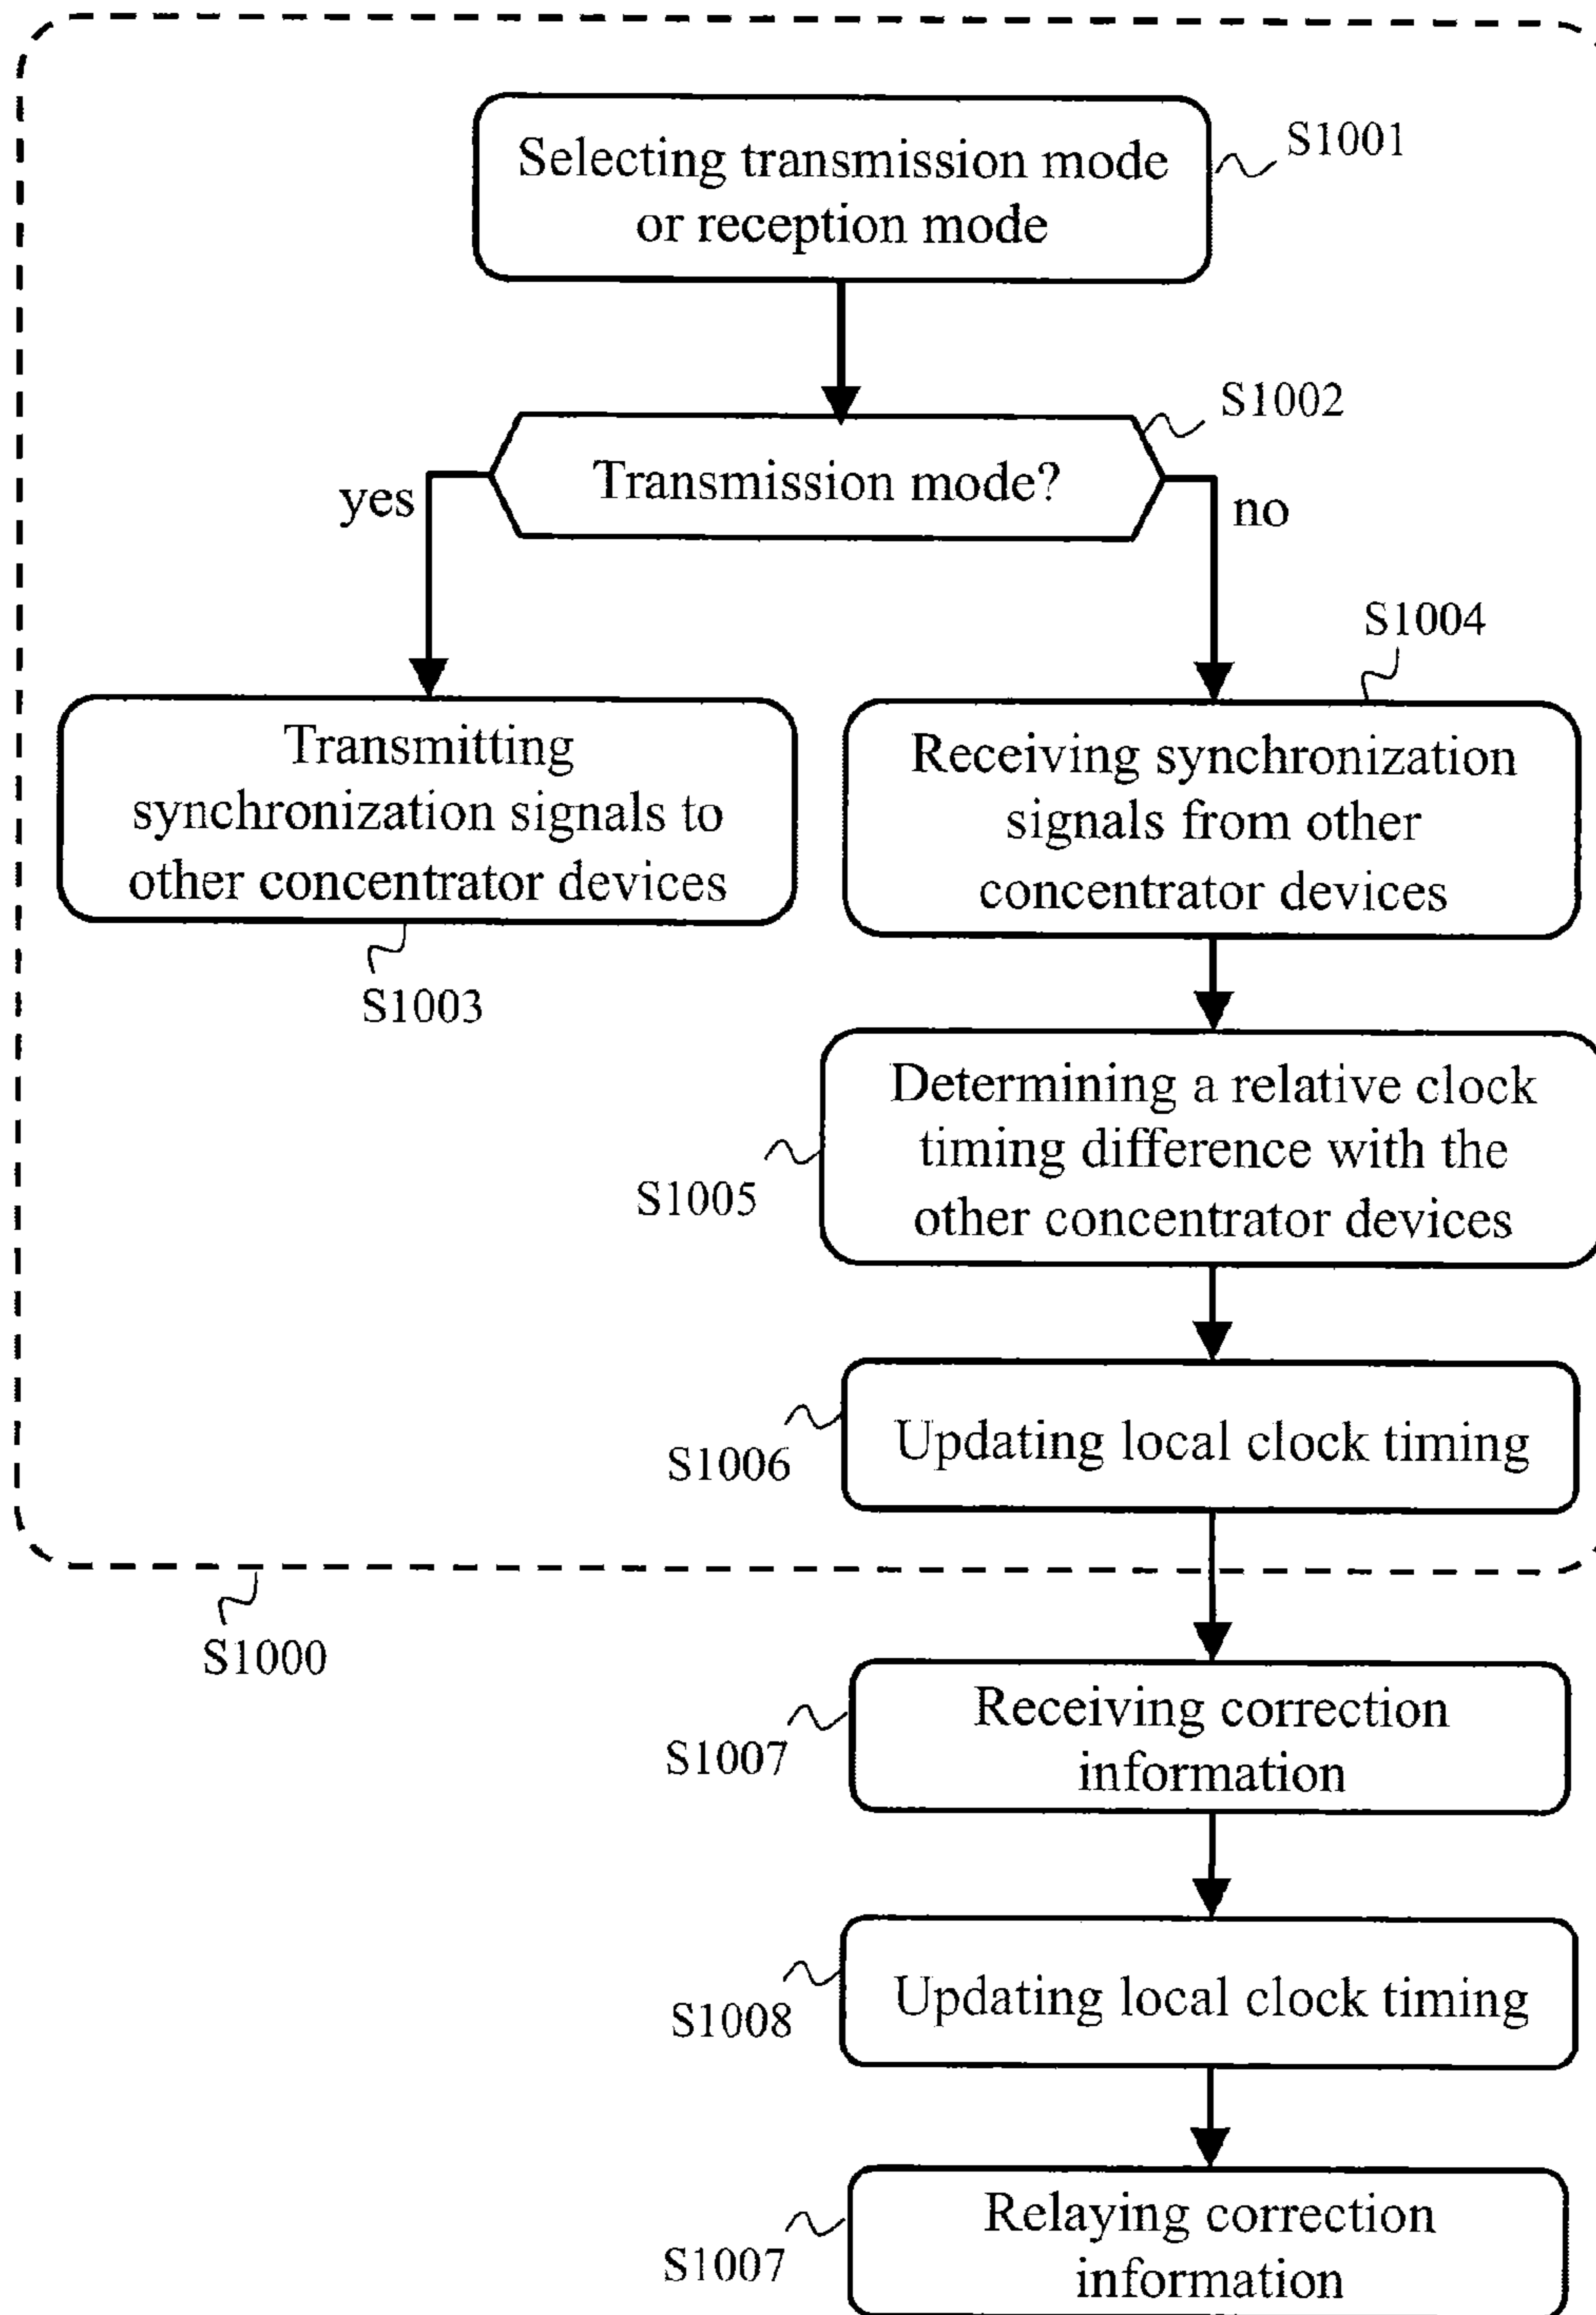 Selecting transmission mode
or reception mode
S1001
S1002
Transmission mode?
yes
no
S1004
Transmitting
synchronization signals to
other concentrator devices
S1003
Receiving synchronization
signals from other
concentrator devices
Determining a relative clock
timing difference with the
other concentrator devices
S1005
Updating local clock timing
S1006
S1000
Receiving correction
information
S1007
Updating local clock timing
S1008
Relaying correction
information
S1007